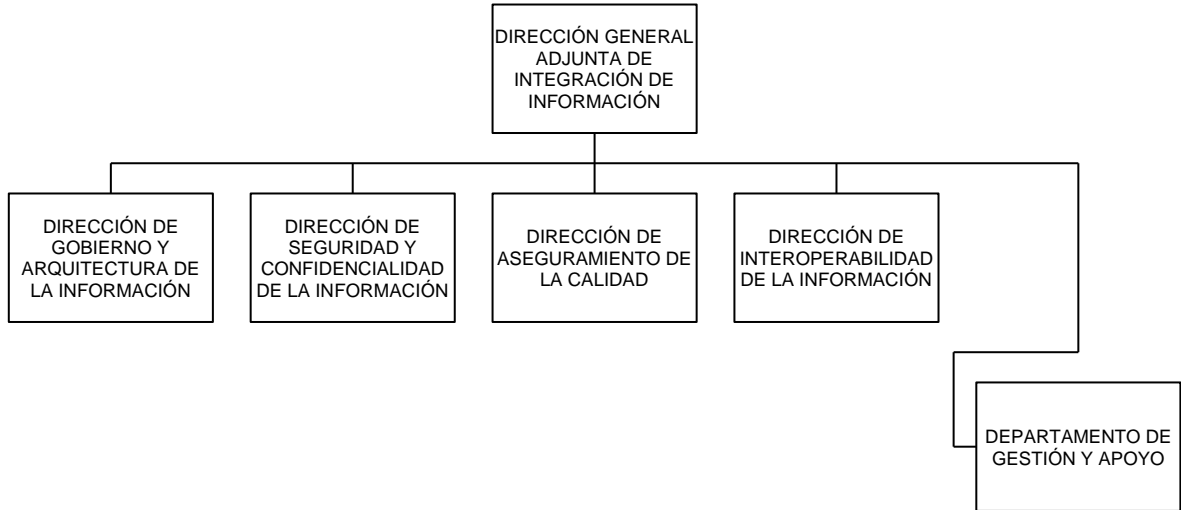 DIRECCIÓN GENERAL
ADJUNTA DE
INTEGRACIÓN DE
INFORMACIÓN
DIRECCIÓN DE
GOBIERNO Y
ARQUITECTURA DE
LA INFORMACIÓN
DIRECCIÓN DE
SEGURIDAD Y
CONFIDENCIALIDAD
DE LA INFORMACIÓN
DIRECCIÓN DE
ASEGURAMIENTO DE
LA CALIDAD
DIRECCIÓN DE
INTEROPERABILIDAD
DE LA INFORMACIÓN
DEPARTAMENTO DE
GESTIÓN Y APOYO